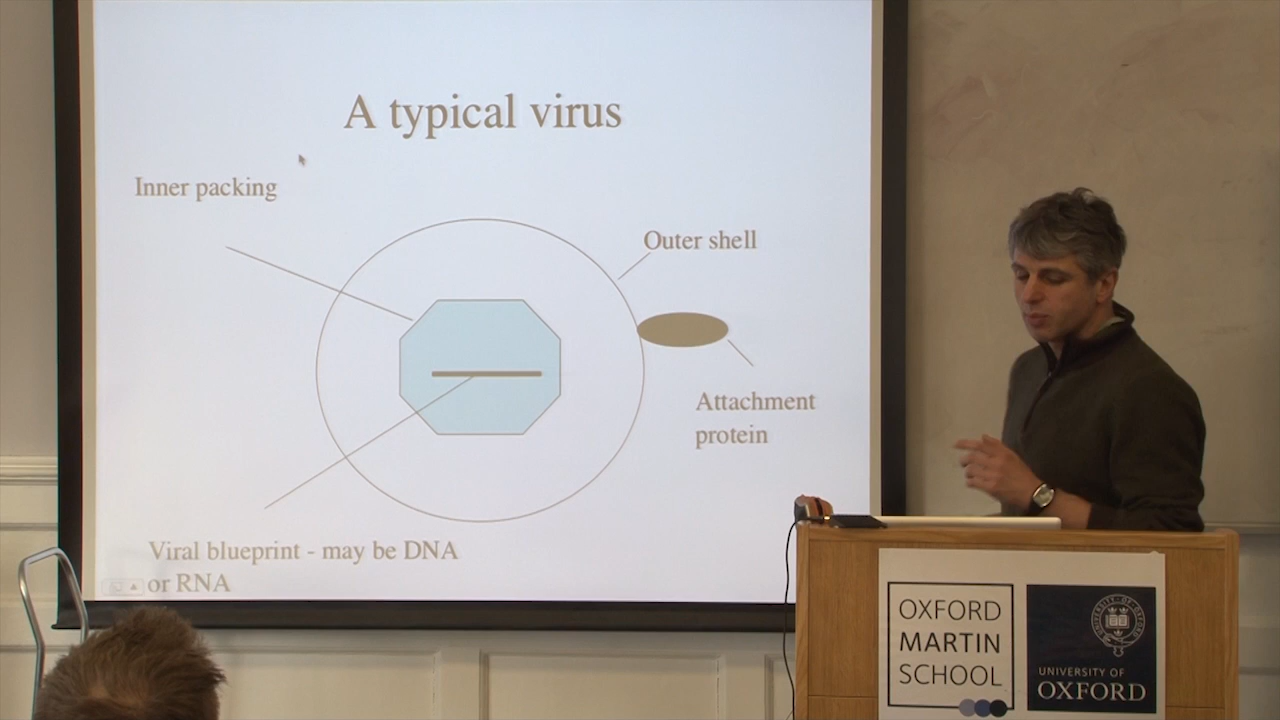 A typical virus
Inner packing
Outer shell
Attachment
protein
Viral blueprint - may be DNA
or RNA
OXFORD
MARTIN
SCHOOL
UNIVERSITY OF
OXFORD